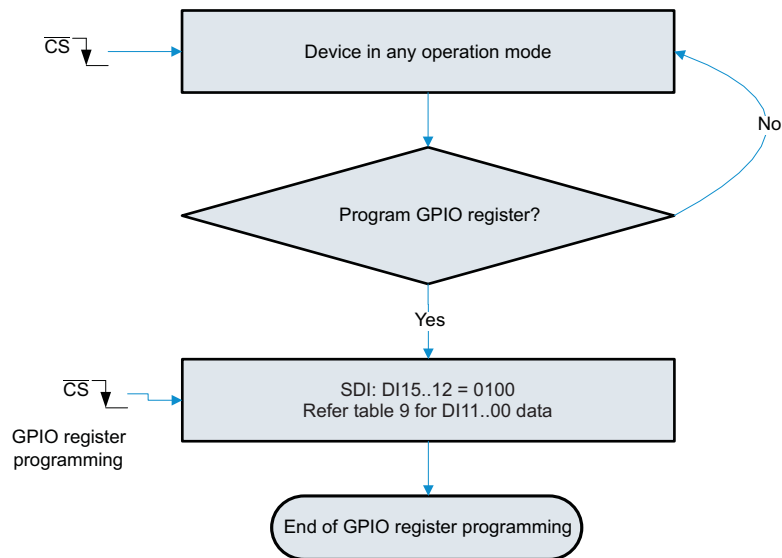 CS
Device in any operation mode
No
Program GPIO register?
Yes
CS
SDI: DI15..12 = 0100
Refer table 9 for DI11..00 data
GPIO register
programming
End of GPIO register programming